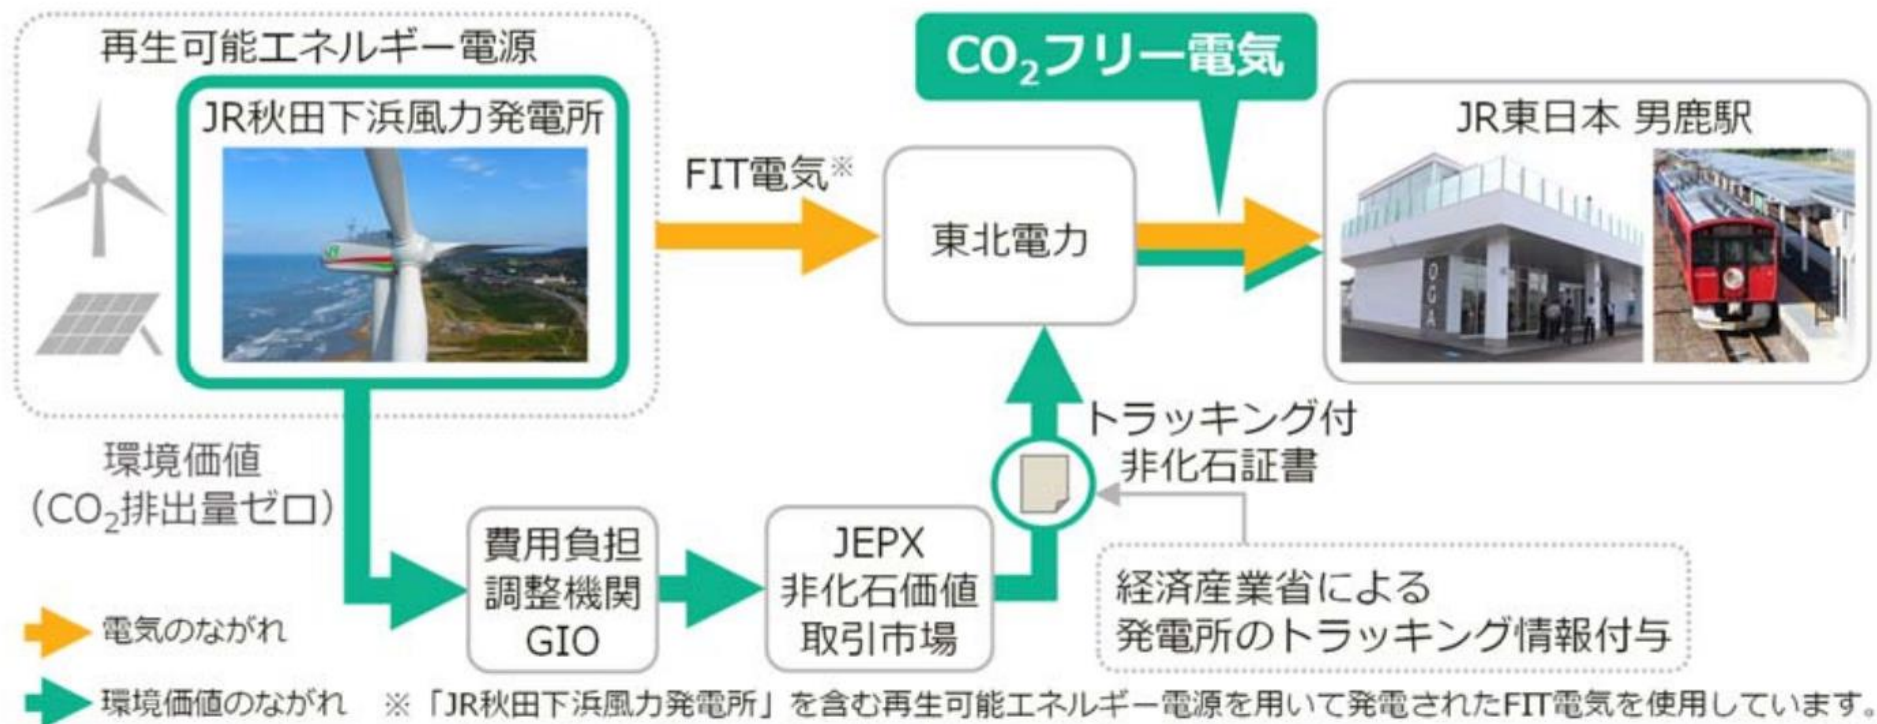 再生可能エネルギー電源
JR秋田下浜風力発電所
JR
FIT電気※
CO₂フリー電気
東北電力
JR東日本 男鹿駅
OGA
環境価値
（CO₂排出量ゼロ）
費用負担
調整機関
GIO
JEPX
非化石価値
取引市場
トラッキング付
非化石証書
経済産業省による
発電所のトラッキング情報付与
電気のながれ
環境価値のながれ
※「JR秋田下浜風力発電所」を含む再生可能エネルギー電源を用いて発電されたFIT電気を使用しています。